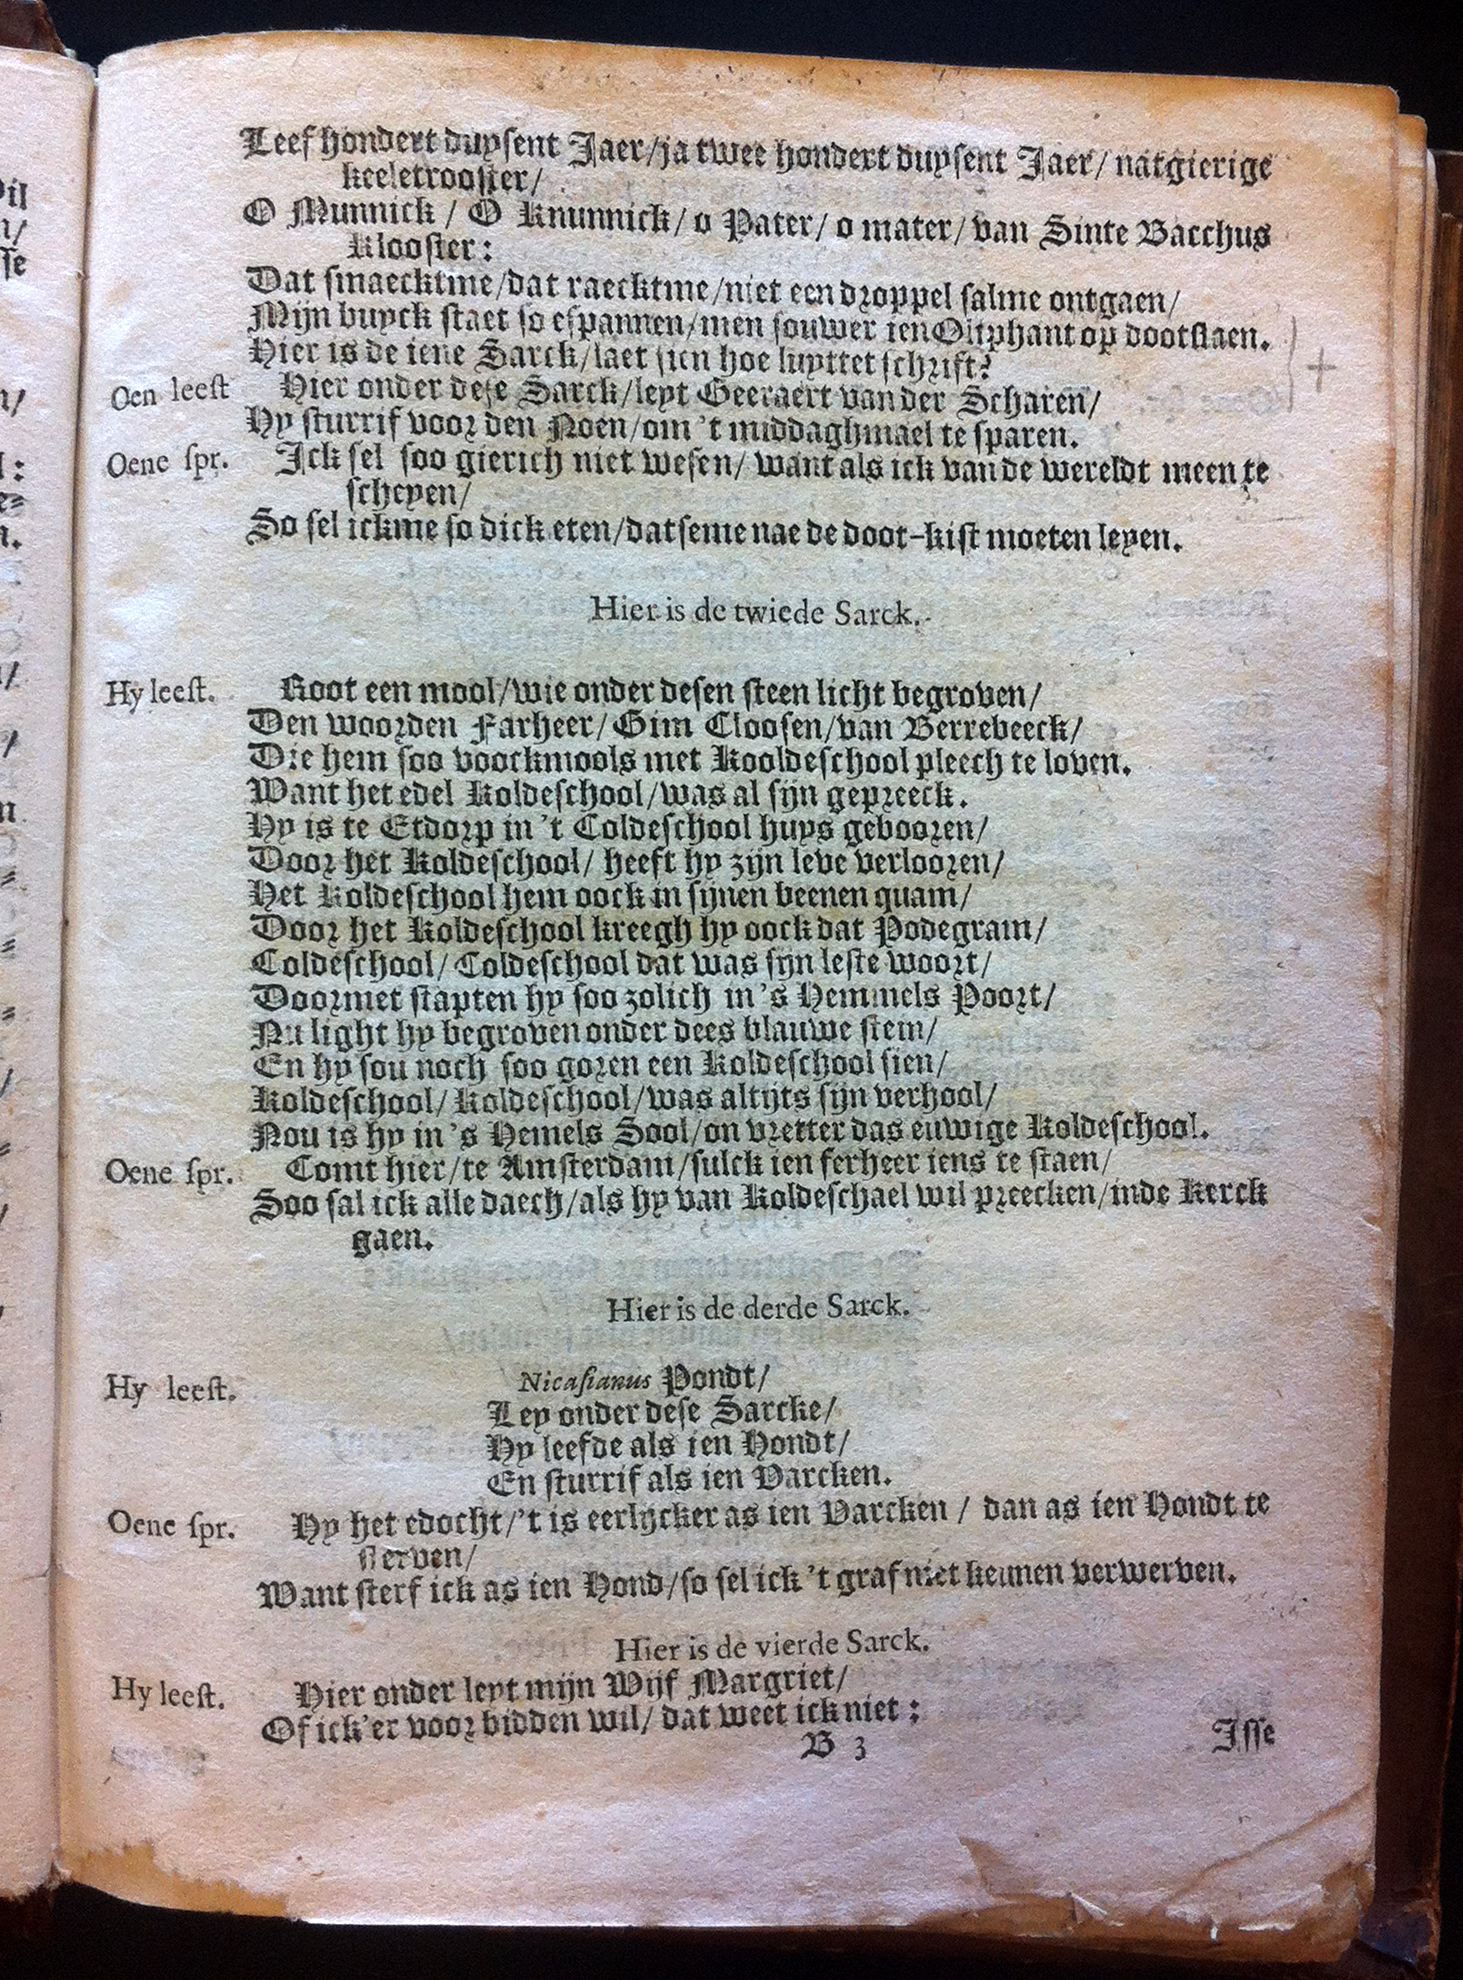 Leef hondert duysent Jaer/ja twee hondert duysent Jaer/ natgierige
keeletrooster/
O Munnick/ O Knunnick/ o Pater/ o mater/ van Sinte Bacchus
Klooster:
Dat smaecktme/dat raecktme/niet een droppel salme ontgaen/
Mijn buyck staet so espannen/men souwer ien Oliphant op dootslaen.
Hier is de iene Sarck/laet sien hoe luyttet schrift?
Oen leest Hier onder dese Sarck/leyt Geeraert van der Scharen/
Hy sturrif voor den Noen/om 't middaghmael te sparen.
Oene spr. Ick sel soo gierich niet wesen/ want als ick van de wereldt meen te
scheyen/
So sel ickme so dick eten/datseme nae de doot-kist moeten leyen.
Hier is de twiede Sarck.
Hy leest. Root een mool/wie onder desen steen licht begroven/
Den woorden Farheer/ Gim Cloosen/van Berrebeeck/
Die hem soo voockmools met Kooldeschool pleech te loven.
Want het edel Koldeschool/was al sijn gepreeck.
Hy is te Etdorp in 't Coldeschool huys gebooren/
Door het Koldeschool/ heeft hy zijn leve verlooren/
Het Koldeschool hem oock in sijnen beenen quam/
Door het Koldeschool kreegh hy oock dat Podegram/
Coldeschool/ Coldeschool dat was sijn leste woort/
Doormet stapten hy soo zolich in 's Hemmels Poort/
Nu light hy begroven onder dees blauwe stem/
En hy sou noch soo goren een Koldeschool sien/
Koldeschool/ Koldeschool/was altijts sijn verhool/
Nou is hy in 's Hemels Sool/on vretter das euwige Koldeschool.
Oene spr. Comt hier/te Amsterdam/sulck ien ferheer iens te staen/
Soo sal ick alle daech/als hy van Koldeschael wil preecken/inde Kerck
gaen.
Hier is de derde Sarck.
Hy leest. Nicasianus Pondt/
Ley onder dese Sarcke/
Hy leefde als ien Hondt/
En sturrif als ien Varcken.
Oene spr. Hy het edocht/'t is eerlijcker as ien Varcken/ dan as ien Hondt te
sterven/
Want sterf ick as ien Hond/so sel ick 't graf niet kennen verwerven.
Hier is de vierde Sarck.
Hy leest. Hier onder leyt mijn Wijf Margriet/
Of ick'er voor bidden wil/ dat weet ick niet:
B 3 Isse